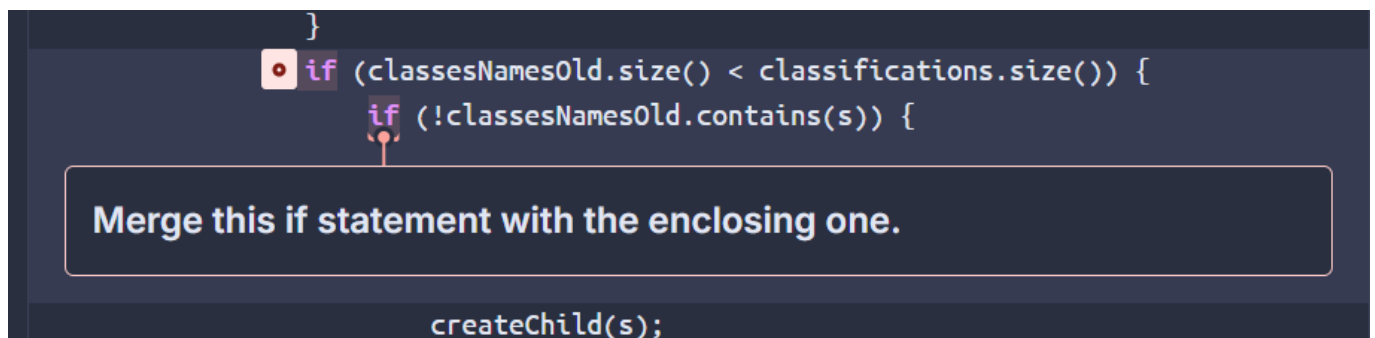 }
if (classesNamesOld.size() < classifications.size()) {
if (!classesNamesOld.contains(s)) {
Merge this if statement with the enclosing one.
createChild(s);